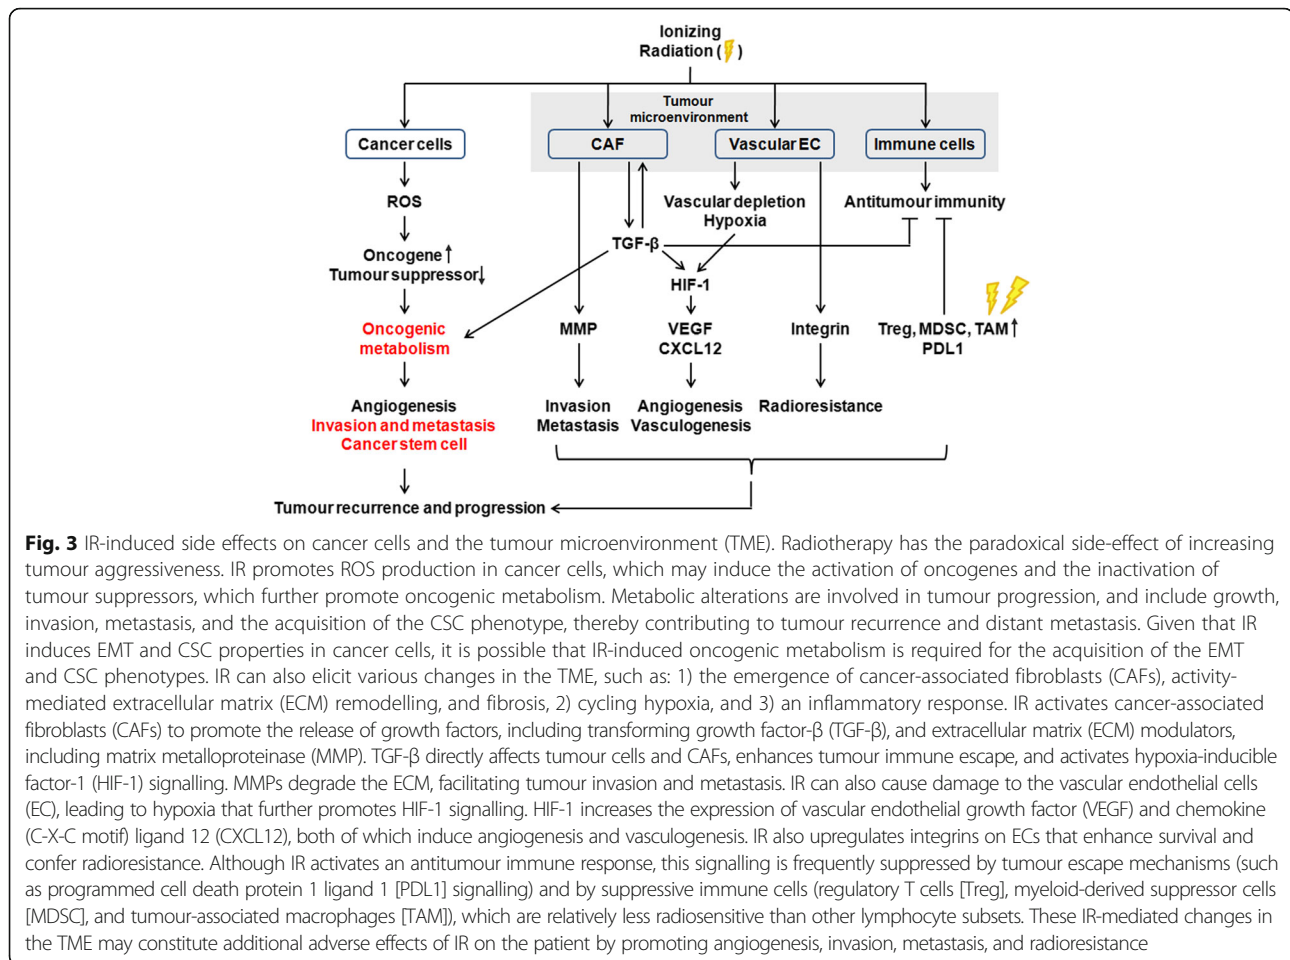 Ionizing
Radiation ( )
Tumour
microenvironment
Cancer cells
CAF
Vascular EC
Immune cells
ROS
Vascular depletion
Hypoxia
Antitumour immunity
TGF-β
Oncogene↑
Tumour suppressor↓
HIF-1
Oncogenic
metabolism
MMP
VEGF
CXCL12
Integrin
Treg, MDSC, TAM↑
PDL1
Angiogenesis
Invasion and metastasis
Cancer stem cell
Invasion
Metastasis
Angiogenesis
Vasculogenesis
Radioresistance
Tumour recurrence and progression
Fig. 3 IR-induced side effects on cancer cells and the tumour microenvironment (TME). Radiotherapy has the paradoxical side-effect of increasing
tumour aggressiveness. IR promotes ROS production in cancer cells, which may induce the activation of oncogenes and the inactivation of
tumour suppressors, which further promote oncogenic metabolism. Metabolic alterations are involved in tumour progression, and include growth,
invasion, metastasis, and the acquisition of the CSC phenotype, thereby contributing to tumour recurrence and distant metastasis. Given that IR
induces EMT and CSC properties in cancer cells, it is possible that IR-induced oncogenic metabolism is required for the acquisition of the EMT
and CSC phenotypes. IR can also elicit various changes in the TME, such as: 1) the emergence of cancer-associated fibroblasts (CAFs), activity-
mediated extracellular matrix (ECM) remodelling, and fibrosis, 2) cycling hypoxia, and 3) an inflammatory response. IR activates cancer-associated
fibroblasts (CAFs) to promote the release of growth factors, including transforming growth factor-β (TGF-β), and extracellular matrix (ECM) modulators,
including matrix metalloproteinase (MMP). TGF-β directly affects tumour cells and CAFs, enhances tumour immune escape, and activates hypoxia-inducible
factor-1 (HIF-1) signalling. MMPs degrade the ECM, facilitating tumour invasion and metastasis. IR can also cause damage to the vascular endothelial cells
(EC), leading to hypoxia that further promotes HIF-1 signalling. HIF-1 increases the expression of vascular endothelial growth factor (VEGF) and chemokine
(C-X-C motif) ligand 12 (CXCL12), both of which induce angiogenesis and vasculogenesis. IR also upregulates integrins on ECs that enhance survival and
confer radioresistance. Although IR activates an antitumour immune response, this signalling is frequently suppressed by tumour escape mechanisms (such
as programmed cell death protein 1 ligand 1 [PDL1] signalling) and by suppressive immune cells (regulatory T cells [Treg], myeloid-derived suppressor cells
[MDSC], and tumour-associated macrophages [TAM]), which are relatively less radiosensitive than other lymphocyte subsets. These IR-mediated changes in
the TME may constitute additional adverse effects of IR on the patient by promoting angiogenesis, invasion, metastasis, and radioresistance